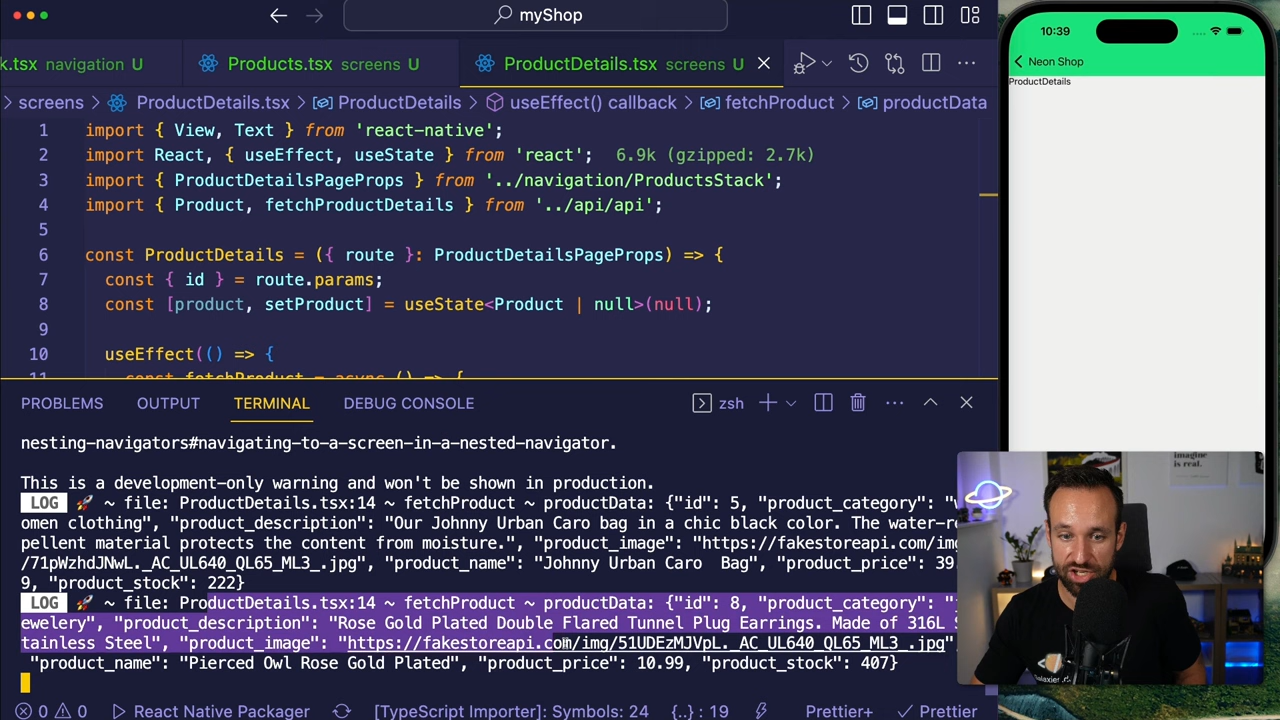 myShop
k.tsx navigation U
Products.tsx screens U
ProductDetails.tsx screens U
screens > ProductDetails.tsx > ProductDetails > useEffect() callback > fetchProduct > productData
1 import { View, Text } from 'react-native';
2 import React, { useEffect, useState } from 'react'; 6.9k (gzipped: 2.7k)
3 import { ProductDetailsPageProps } from '../navigation/ProductsStack';
4 import { Product, fetchProductDetails } from '../api/api';
5
6 const ProductDetails = ({ route }: ProductDetailsPageProps) => {
7 const { id } = route.params;
8 const [product, setProduct] = useState<Product | null>(null);
9
10 useEffect(() => {
11 const fetchProduct = async () => {
PROBLEMS OUTPUT TERMINAL DEBUG CONSOLE zsh
nesting-navigators#navigating-to-a-screen-in-a-nested-navigator.
This is a development-only warning and won't be shown in production.
LOG 🚀 ~ file: ProductDetails.tsx:14 ~ fetchProduct ~ productData: {"id": 5, "product_category": "w
omen clothing", "product_description": "Our Johnny Urban Caro bag in a chic black color. The water-re
pellent material protects the content from moisture.", "product_image": "https://fakestoreapi.com/img
/71pWzhdJNwL._AC_UL640_QL65_ML3_.jpg", "product_name": "Johnny Urban Caro  Bag", "product_price": 39.
9, "product_stock": 222}
LOG 🚀 ~ file: ProductDetails.tsx:14 ~ fetchProduct ~ productData: {"id": 8, "product_category": "j
ewelery", "product_description": "Rose Gold Plated Double Flared Tunnel Plug Earrings. Made of 316L S
tainless Steel", "product_image": "https://fakestoreapi.com/img/51UDEzMJVpL._AC_UL640_QL65_ML3_.jpg"
"product_name": "Pierced Owl Rose Gold Plated", "product_price": 10.99, "product_stock": 407}
0 0 React Native Packager [TypeScript Importer]: Symbols: 24 {..} : 19 Prettier+ Prettier
10:39
Neon Shop
ProductDetails
imagine
is real.